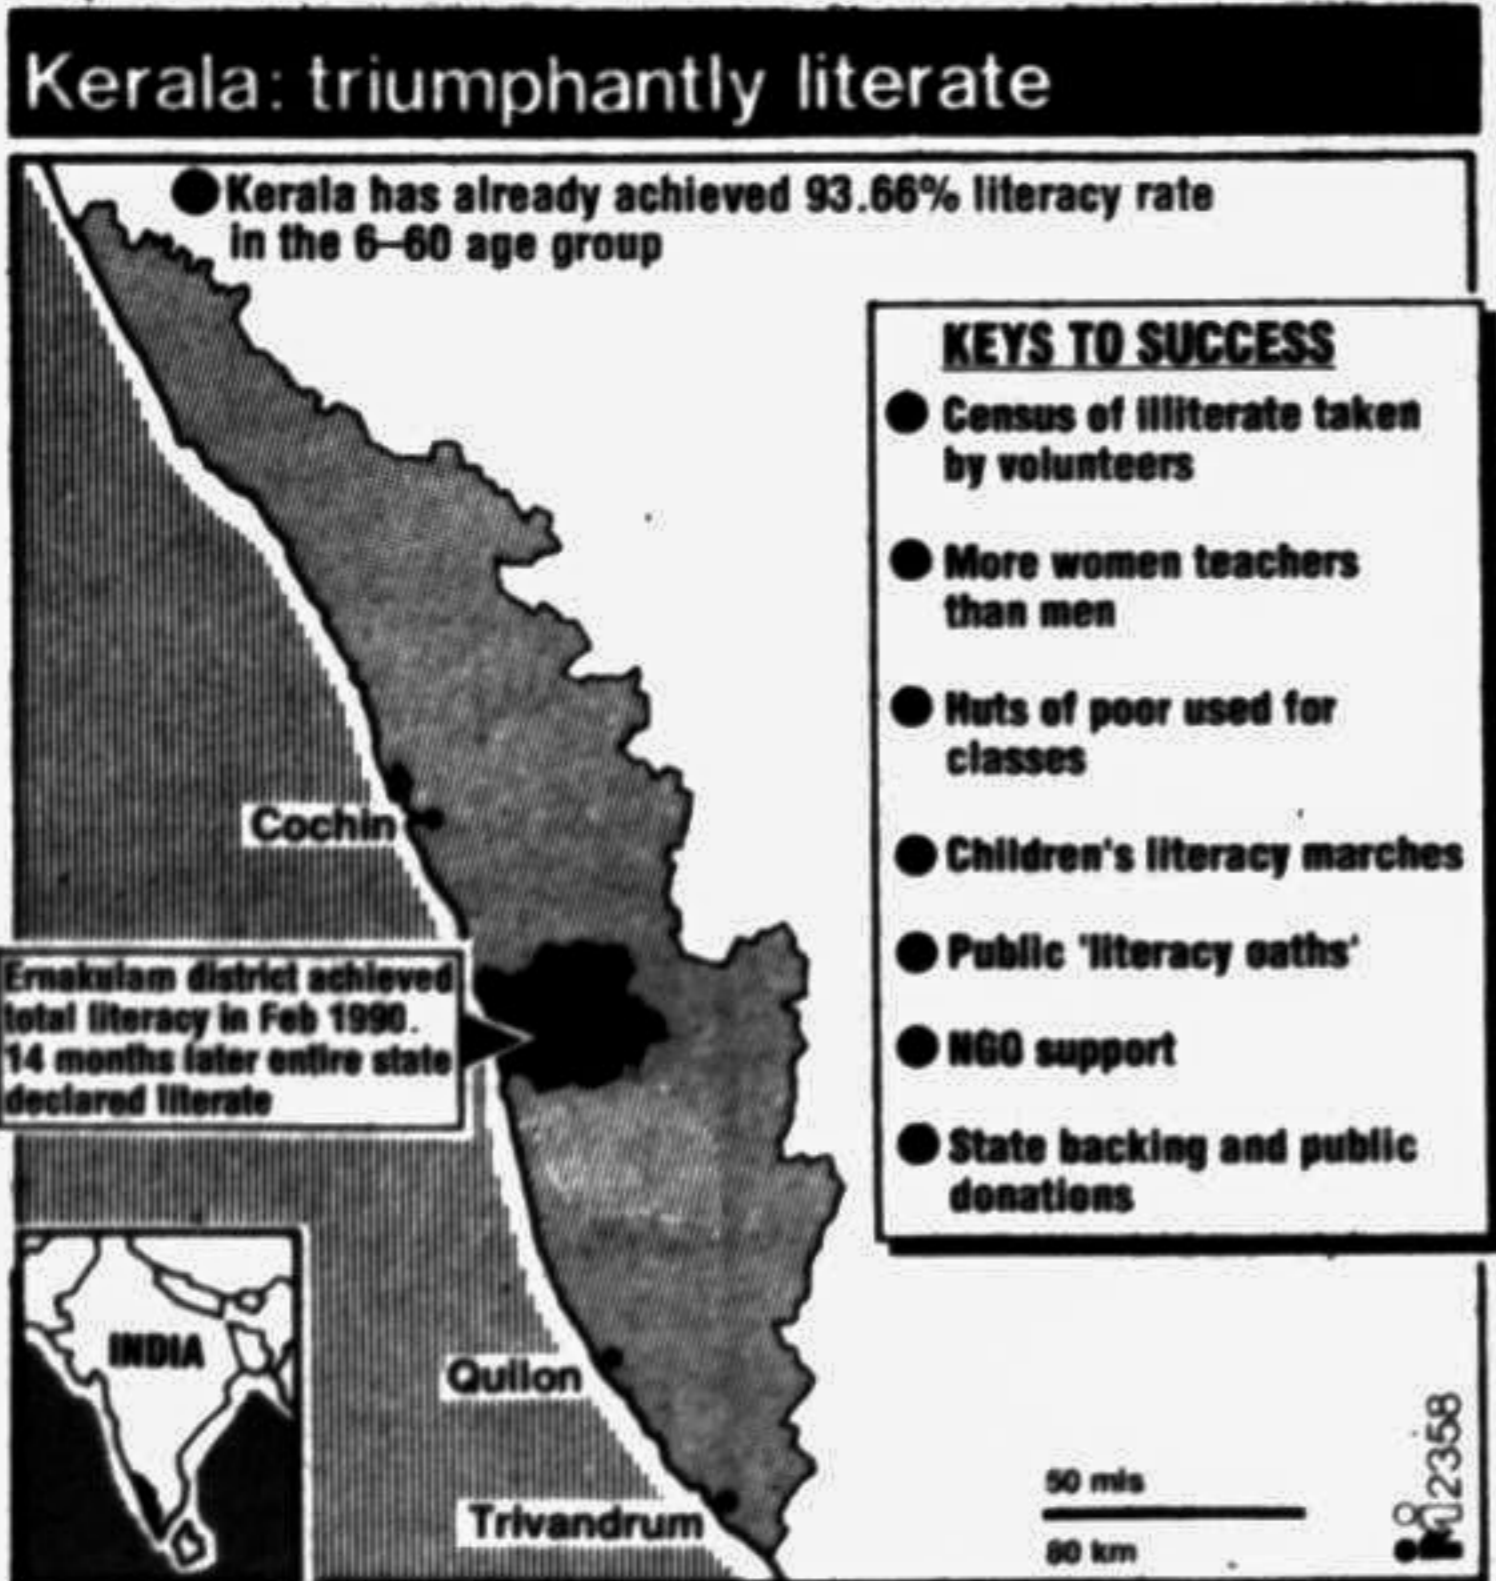 Kerala: triumphantly literate
● Kerala has already achieved 93.66% literacy rate
in the 6–60 age group
KEYS TO SUCCESS
● Census of illiterate taken
by volunteers
● More women teachers
than men
● Huts of poor used for
classes
● Children's literacy marches
● Public 'literacy oaths'
● NGO support
● State backing and public
donations
Cochin
Ernakulam district achieved
total literacy in Feb 1990.
14 months later entire state
declared literate
INDIA
Quilon
Trivandrum
50 mls
80 km
12358